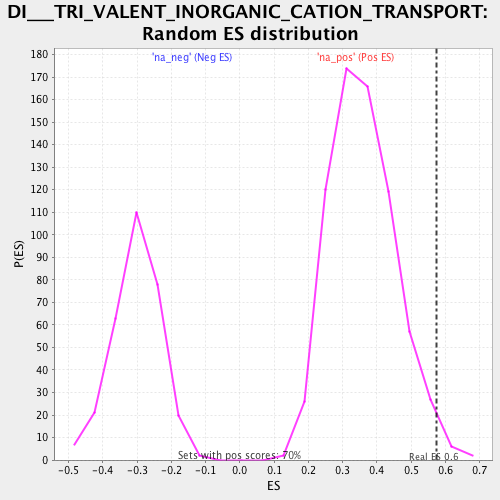 DI___TRI_VALENT_INORGANIC_CATION_TRANSPORT:
Random ES distribution
'na_neg' (Neg ES)
'na_pos' (Pos ES)
180
170
160
150
140
130
120
110
100
90
80
70
60
50
40
30
20
10
0
P(ES)
Sets with pos scores: 70%
Real ES 0.6
-0.5 -0.4 -0.3 -0.2 -0.1 0.0 0.1 0.2 0.3 0.4 0.5 0.6 0.7
ES